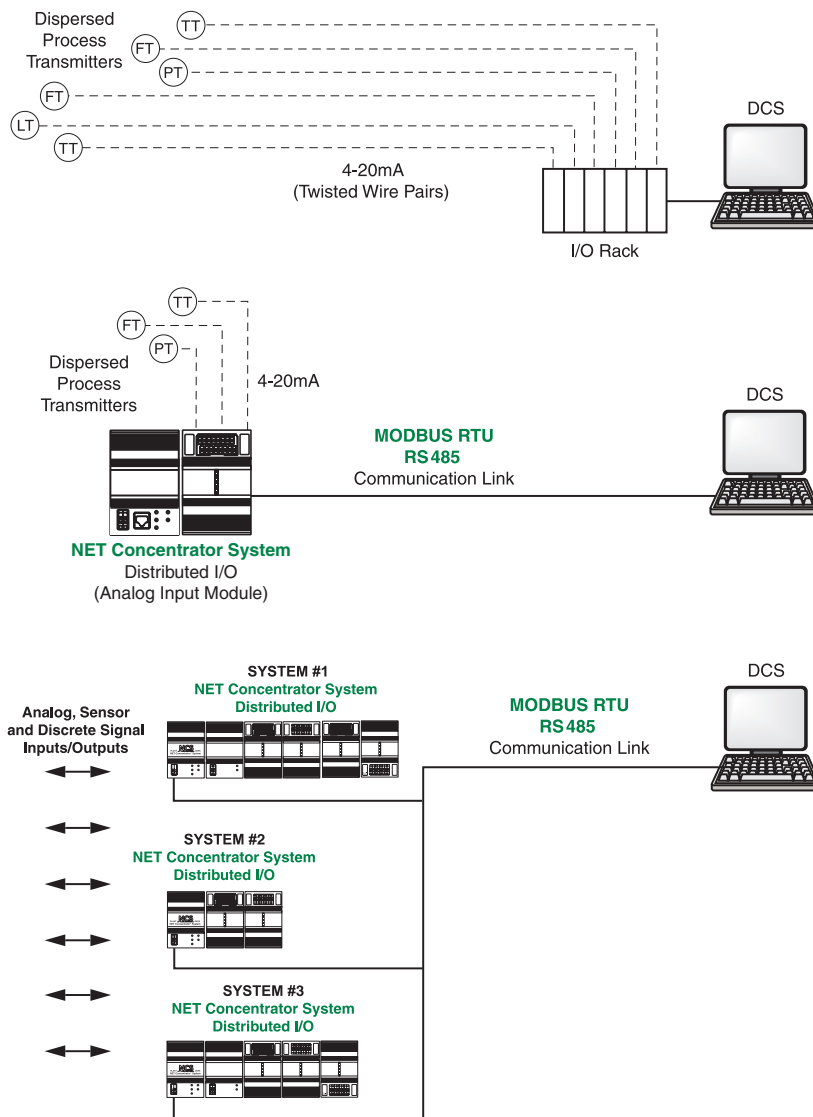 Dispersed
Process
Transmitters
TT
FT
PT
FT
LT
TT
4-20mA
(Twisted Wire Pairs)
I/O Rack
DCS
TT
FT
PT
Dispersed
Process
Transmitters
4-20mA
MODBUS RTU
RS485
Communication Link
DCS
NET Concentrator System
Distributed I/O
(Analog Input Module)
SYSTEM #1
NET Concentrator System
Distributed I/O
Analog, Sensor
and Discrete Signal
Inputs/Outputs
MODBUS RTU
RS485
Communication Link
DCS
NCS
SYSTEM #2
NET Concentrator System
Distributed I/O
NCS
SYSTEM #3
NET Concentrator System
Distributed I/O
NCS